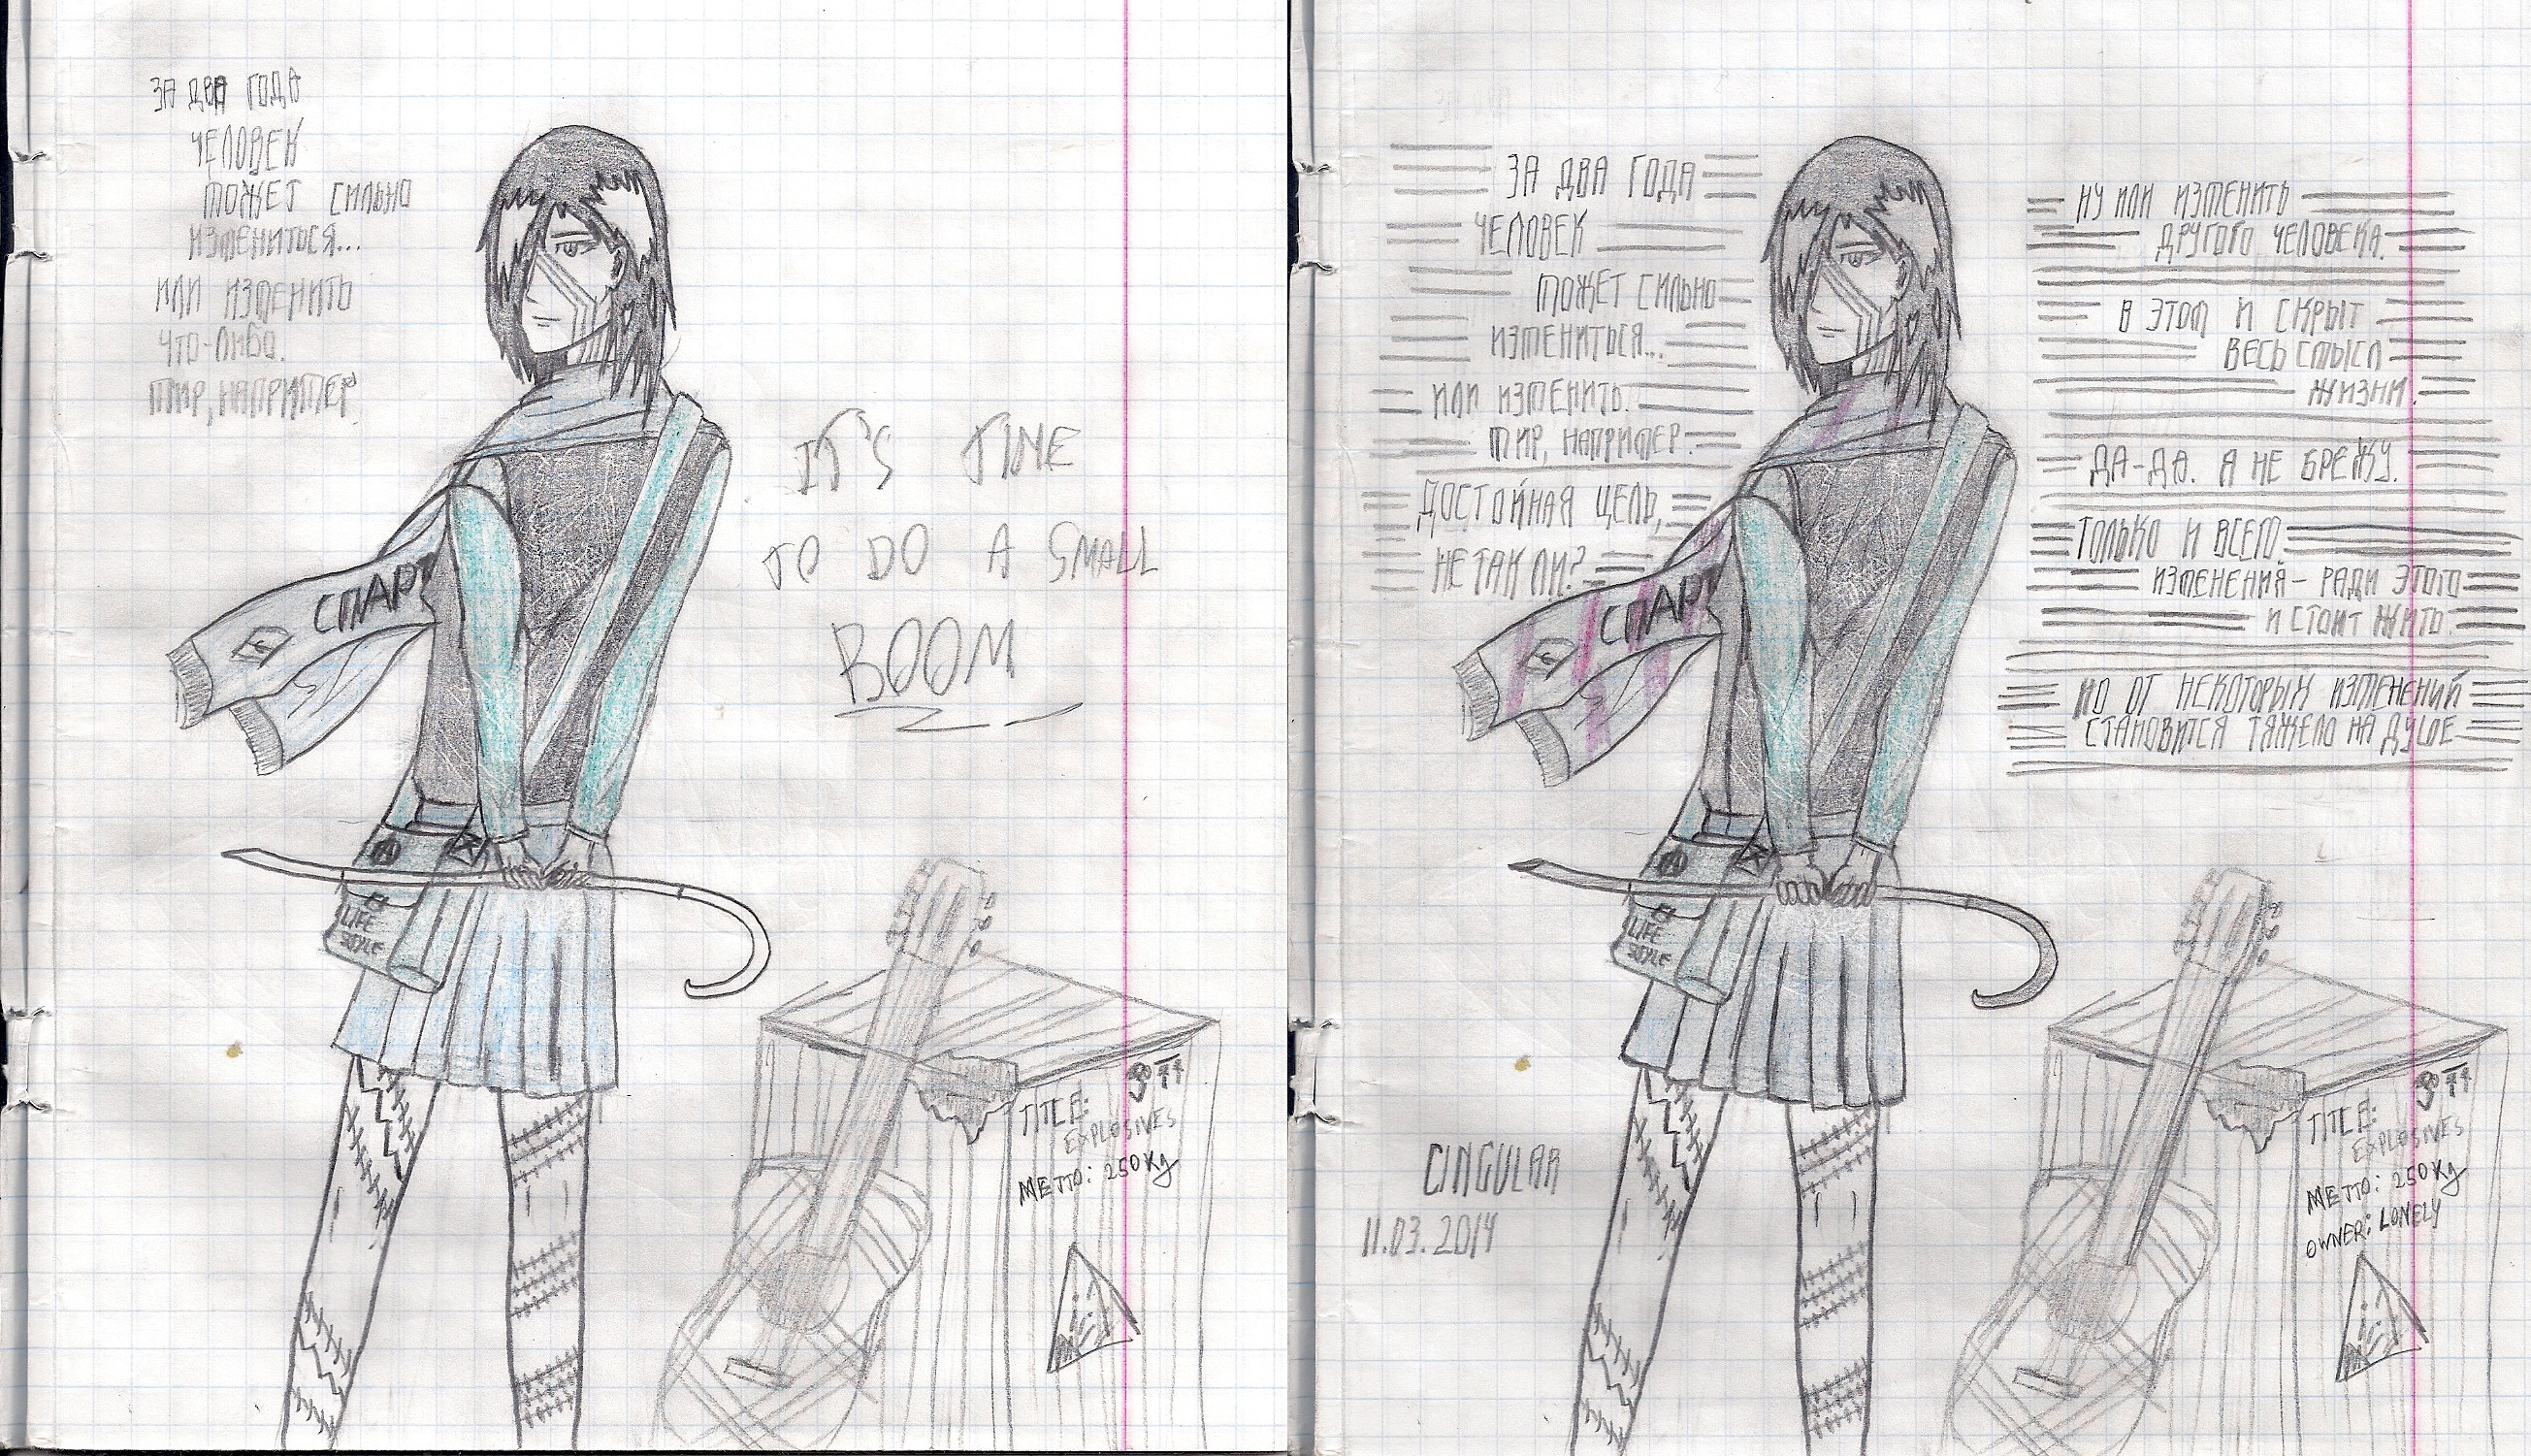 ЗА ДВА ГОДА
ЧЕЛОВЕК
МОЖЕТ СИЛЬНО
ИЗМЕНИТЬСЯ...
ИЛИ ИЗМЕНИТЬ
ЧТО-ЛИБО.
МИР, НАПРИМЕР.
IT'S TIME
TO DO A SMALL
BOOM
СПАРТ
LIFE
STYLE
TITLE:
EXPLOSIVES
METTO: 250 Kg
ЗА ДВА ГОДА
ЧЕЛОВЕК
МОЖЕТ СИЛЬНО
ИЗМЕНИТЬСЯ...
ИЛИ ИЗМЕНИТЬ.
МИР, НАПРИМЕР.
ДОСТОЙНАЯ ЦЕЛЬ,
НЕ ТАК ЛИ?
НУ ИЛИ ИЗМЕНИТЬ
ДРУГОГО ЧЕЛОВЕКА.
В ЭТОМ И СКРЫТ
ВЕСЬ СМЫСЛ
ЖИЗНИ.
ДА-ДА. Я НЕ БРЕЖУ.
ТОЛЬКО И ВСЕГО.
ИЗМЕНЕНИЯ - РАДИ ЭТОГО
И СТОИТ ЖИТЬ.
НО ОТ НЕКОТОРЫХ ИЗМЕНЕНИЙ
СТАНОВИТСЯ ТЯЖЕЛО НА ДУШЕ
СПАРТ
LIFE
STYLE
CINGULAR
11.03.2014
TITLE:
EXPLOSIVES
METTO: 250 Kg
OWNER: LONELY